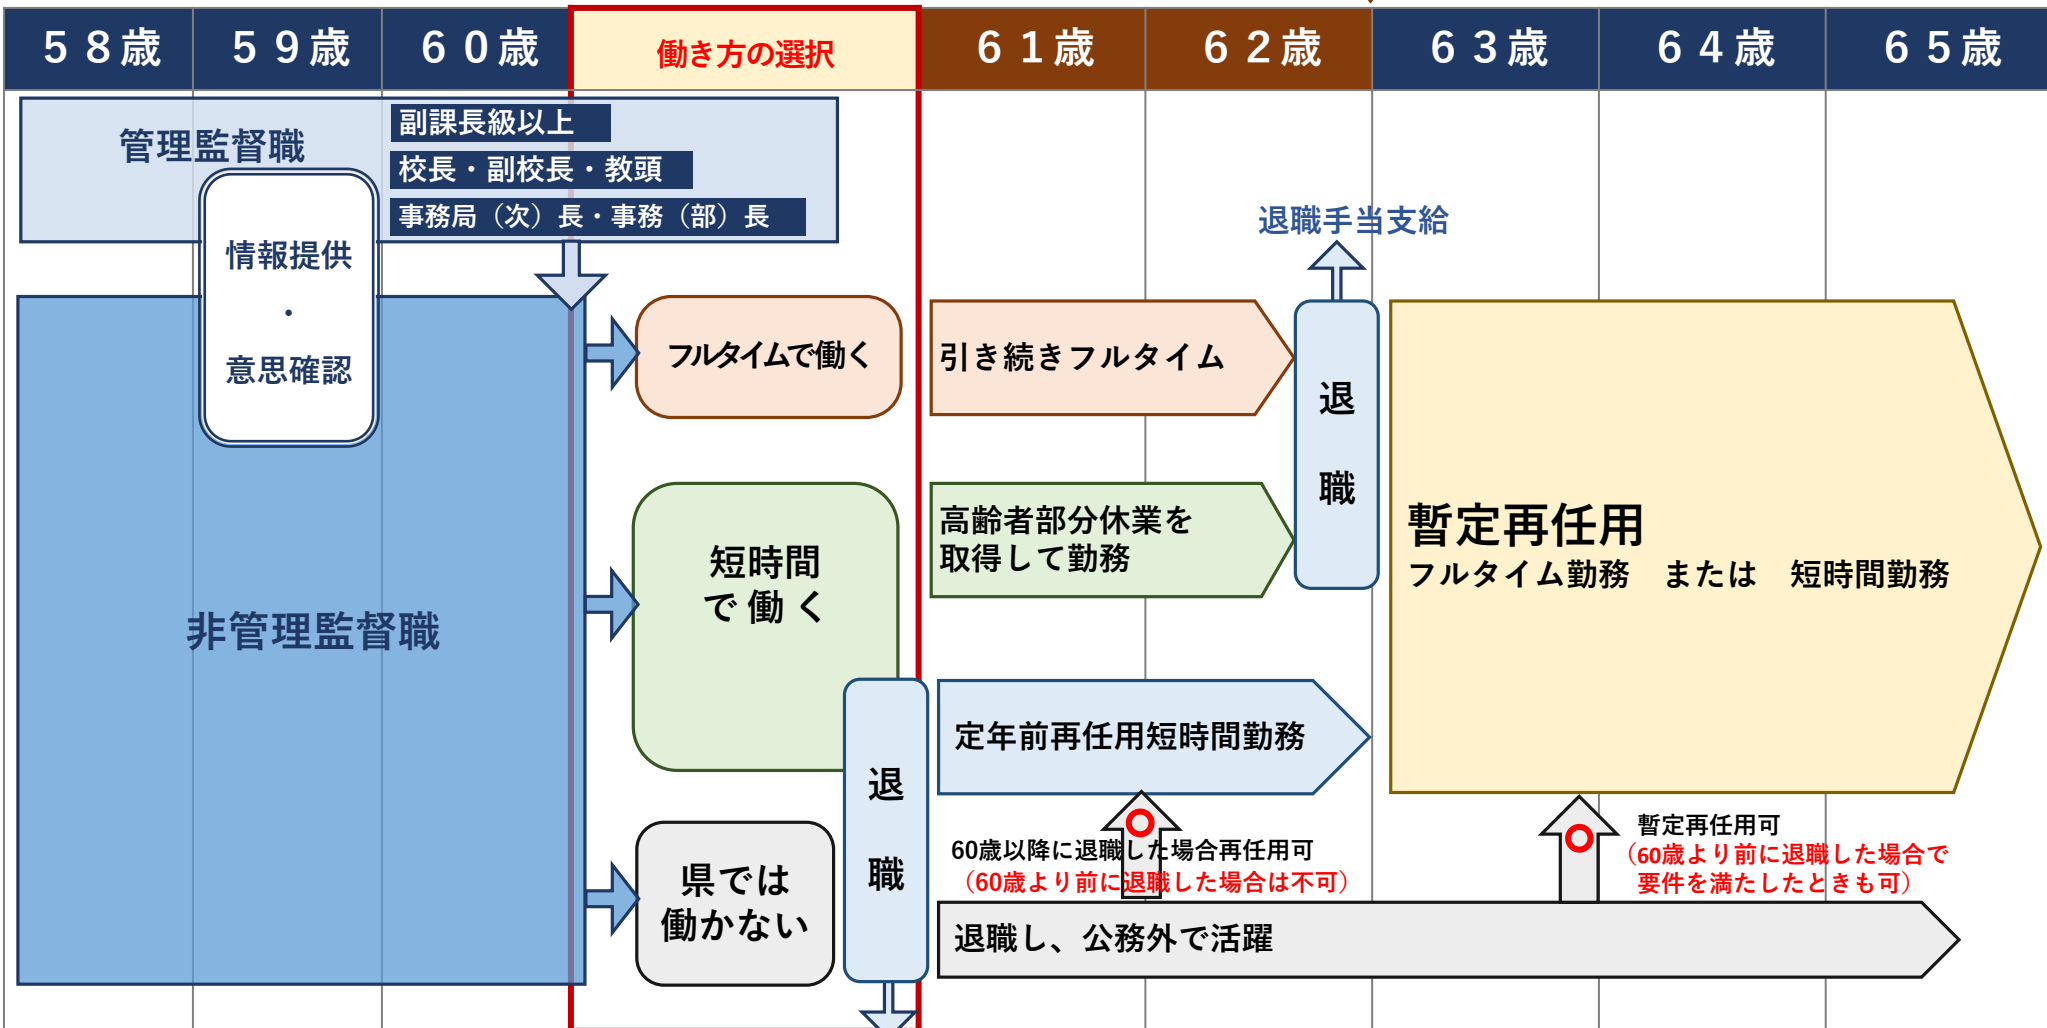 ５８歳
５９歳
６０歳
働き方の選択
６１歳
６２歳
６３歳
６４歳
６５歳
管理監督職
副課長級以上
校長・副校長・教頭
事務局（次）長・事務（部）長
情報提供
・
意思確認
非管理監督職
退職手当支給
フルタイムで働く
引き続きフルタイム
退
職
短時間
で働く
高齢者部分休業を
取得して勤務
暫定再任用
フルタイム勤務　または　短時間勤務
退
職
定年前再任用短時間勤務
60歳以降に退職した場合再任用可
（60歳より前に退職した場合は不可）
暫定再任用可
（60歳より前に退職した場合で
要件を満たしたときも可）
県では
働かない
退職し、公務外で活躍